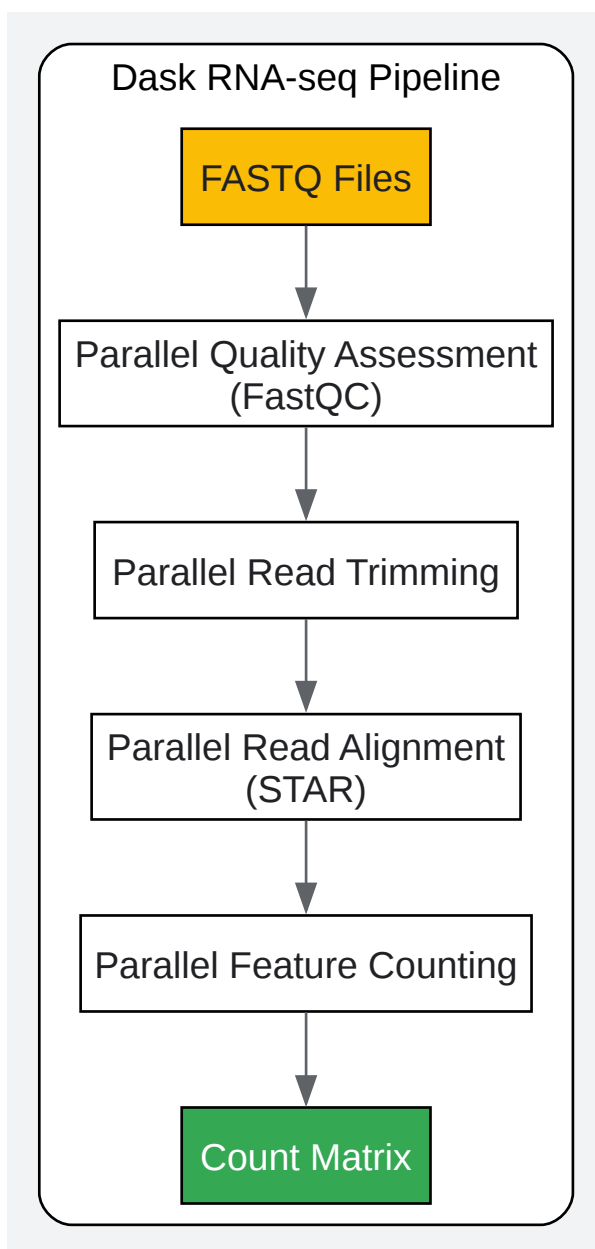 Dask RNA-seq Pipeline
FASTQ Files
Parallel Quality Assessment
(FastQC)
Parallel Read Trimming
Parallel Read Alignment
(STAR)
Parallel Feature Counting
Count Matrix